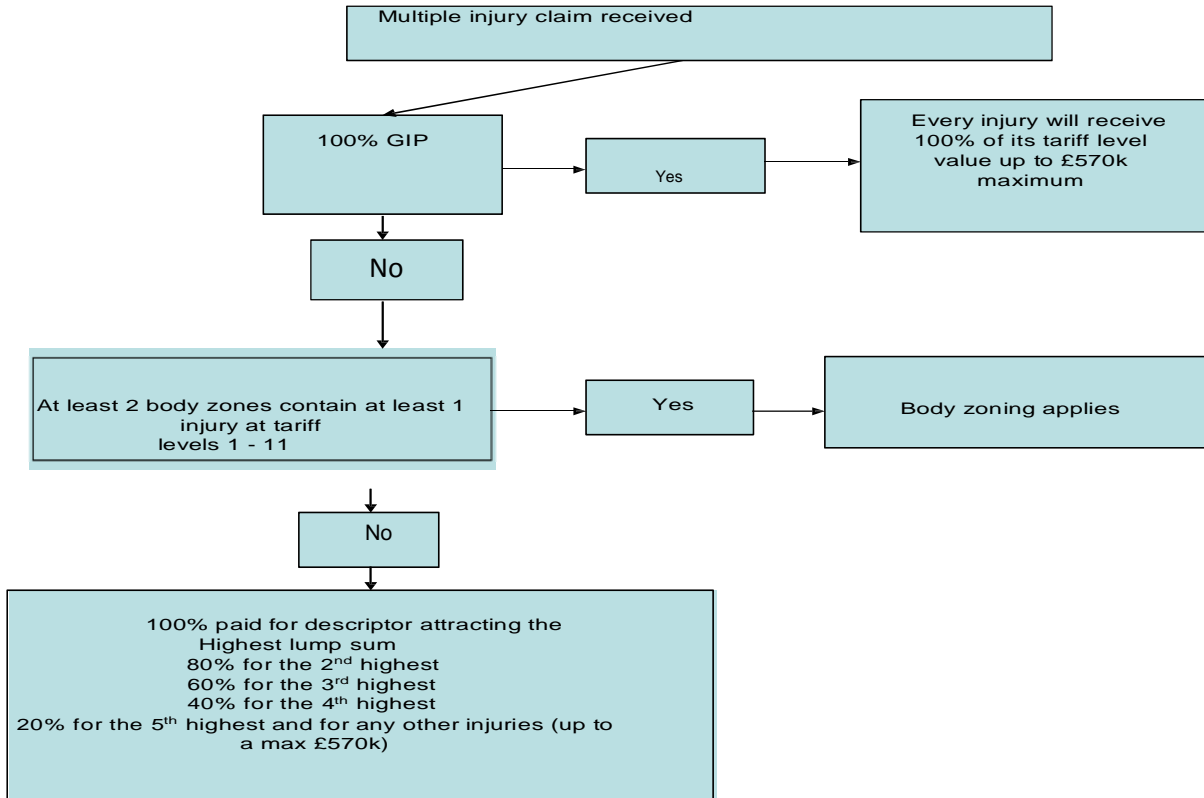 Multiple injury claim received
100% GIP
Yes
Every injury will receive
100% of its tariff level
value up to £570k
maximum
No
At least 2 body zones contain at least 1
injury at tariff
levels 1 - 11
Yes
Body zoning applies
No
100% paid for descriptor attracting the
Highest lump sum
80% for the 2nd highest
60% for the 3rd highest
40% for the 4th highest
20% for the 5th highest and for any other injuries (up to
a max £570k)